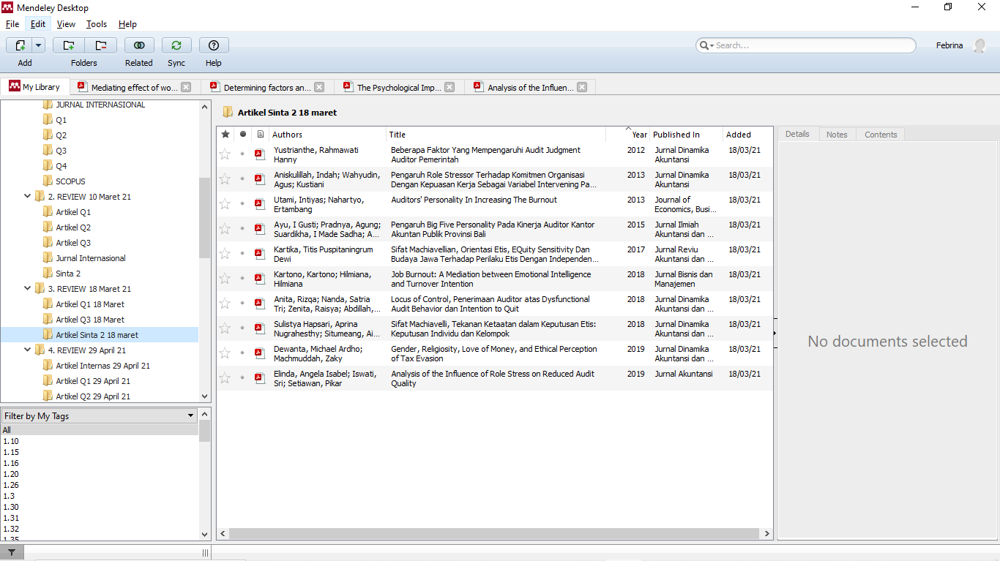 Mendeley Desktop
File Edit View Tools Help
Search...
Febrina
Add Folders Related Sync Help
My Library
Mediating effect of wo...
Determining factors an...
The Psychological Imp...
Analysis of the Influen...
JURNAL INTERNASIONAL
Q1
Q2
Q3
Q4
SCOPUS
2. REVIEW 10 Maret 21
Artikel Q1
Artikel Q2
Artikel Q3
Jurnal Internasional
Sinta 2
3. REVIEW 18 Maret 21
Artikel Q1 18 Maret
Artikel Q3 18 Maret
Artikel Sinta 2 18 maret
4. REVIEW 29 April 21
Artikel Internas 29 April 21
Artikel Q1 29 April 21
Artikel Q2 29 April 21
Filter by My Tags
All
1.10
1.15
1.16
1.20
1.26
1.3
1.30
1.31
1.32
1.35
Artikel Sinta 2 18 maret
Authors Title Year Published In Added
Yustrianthe, Rahmawati Beberapa Faktor Yang Mempengaruhi Audit Judgment 2012 Jurnal Dinamika 18/03/21
Hanny Auditor Pemerintah Akuntansi
Aniskulillah, Indah; Wahyudin, Pengaruh Role Stressor Terhadap Komitmen Organisasi 2013 Jurnal Dinamika 18/03/21
Agus; Kustiani Dengan Kepuasan Kerja Sebagai Variabel Intervening Pa... Akuntansi
Utami, Intiyas; Nahartyo, Auditors' Personality In Increasing The Burnout 2013 Journal of 18/03/21
Ertambang Economics, Busi...
Ayu, I Gusti; Pradnya, Agung; Pengaruh Big Five Personality Pada Kinerja Auditor Kantor 2015 Jurnal Ilmiah 18/03/21
Suardikha, I Made Sadha; A... Akuntan Publik Provinsi Bali Akuntansi dan ...
Kartika, Titis Puspitaningrum Sifat Machiavellian, Orientasi Etis, EQuity Sensitivity Dan 2017 Jurnal Reviu 18/03/21
Dewi Budaya Jawa Terhadap Perilaku Etis Dengan Independen... Akuntansi dan ...
Kartono, Kartono; Hilmiana, Job Burnout: A Mediation between Emotional Intelligence 2018 Jurnal Bisnis dan 18/03/21
Hilmiana and Turnover Intention Manajemen
Anita, Rizqa; Nanda, Satria Locus of Control, Penerimaan Auditor atas Dysfunctional 2018 Jurnal Dinamika 18/03/21
Tri; Zenita, Raisya; Abdillah,... Audit Behavior dan Intention to Quit Akuntansi dan ...
Sulistya Hapsari, Aprina Sifat Machiavelli, Tekanan Ketaatan dalam Keputusan Etis: 2018 Jurnal Dinamika 18/03/21
Nugrahesthy; Situmeang, Ai... Keputusan Individu dan Kelompok Akuntansi dan ...
Dewanta, Michael Ardho; Gender, Religiosity, Love of Money, and Ethical Perception 2019 Jurnal Dinamika 18/03/21
Machmuddah, Zaky of Tax Evasion Akuntansi dan ...
Elinda, Angela Isabel; Iswati, Analysis of the Influence of Role Stress on Reduced Audit 2019 Jurnal Akuntansi 18/03/21
Sri; Setiawan, Pikar Quality
Details Notes Contents
No documents selected